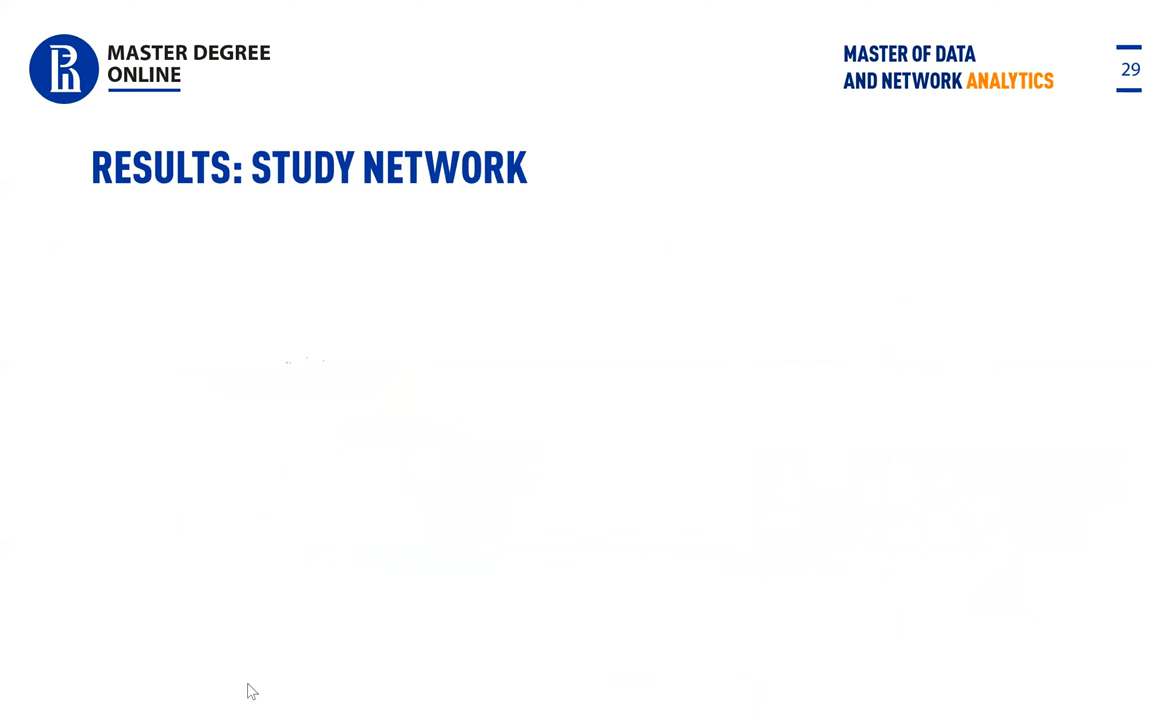 MASTER DEGREE
ONLINE
MASTER OF DATA
AND NETWORK ANALYTICS
29
RESULTS: STUDY NETWORK